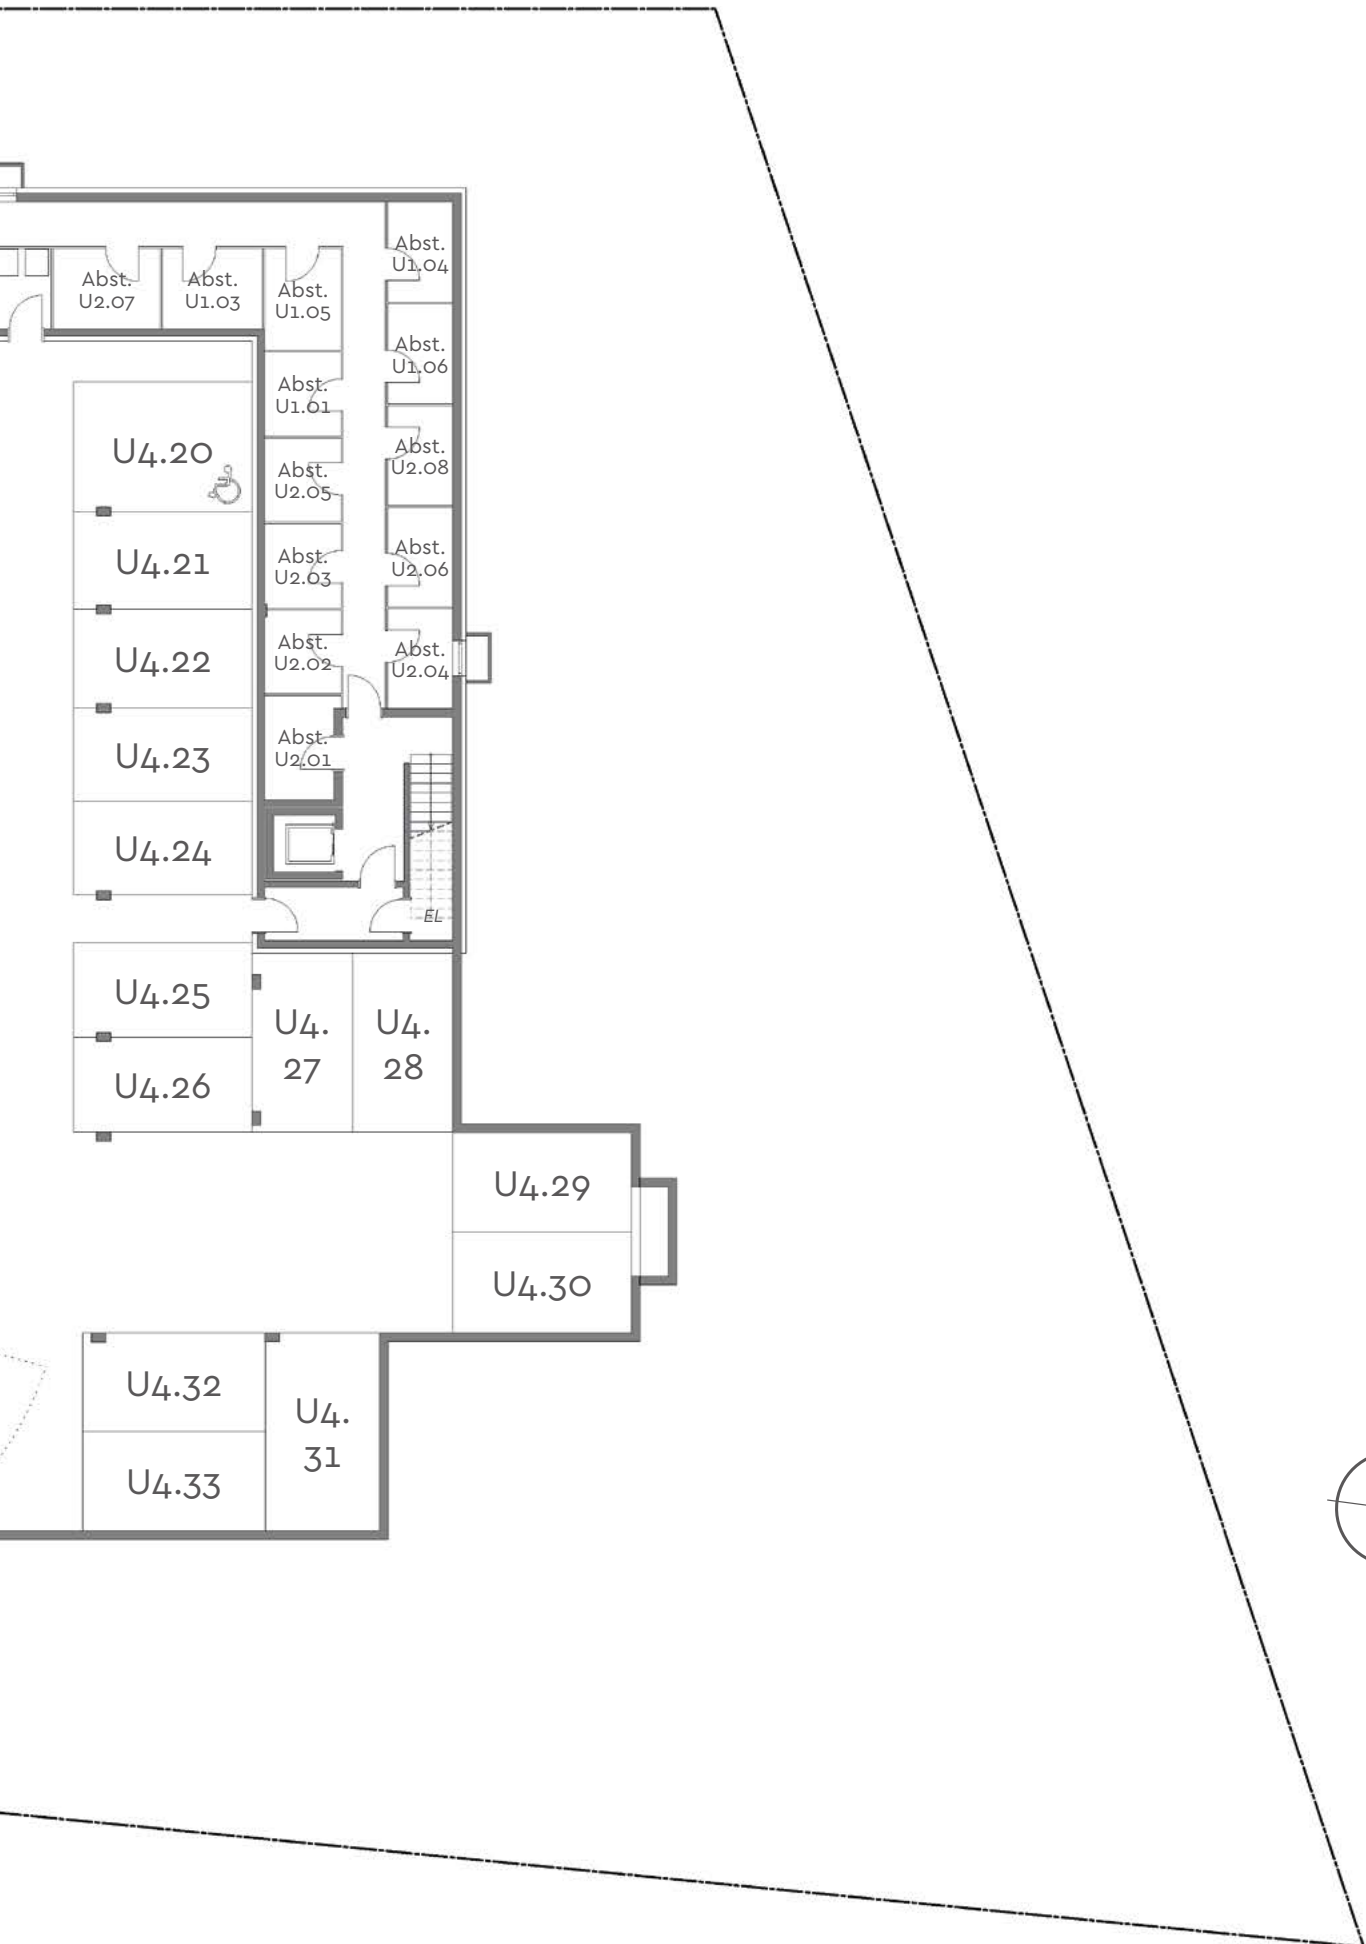 Abst.
U1.04
Abst.
U2.07
Abst.
U1.03
Abst.
U1.05
Abst.
U1.06
Abst.
U1.01
Abst.
U2.08
U4.20
Abst.
U2.05
Abst.
U2.06
U4.21
Abst.
U2.03
Abst.
U2.02
Abst.
U2.04
U4.22
U4.23
Abst.
U2.01
U4.24
EL
U4.25
U4.
27
U4.
28
U4.26
U4.29
U4.30
U4.32
U4.
31
U4.33